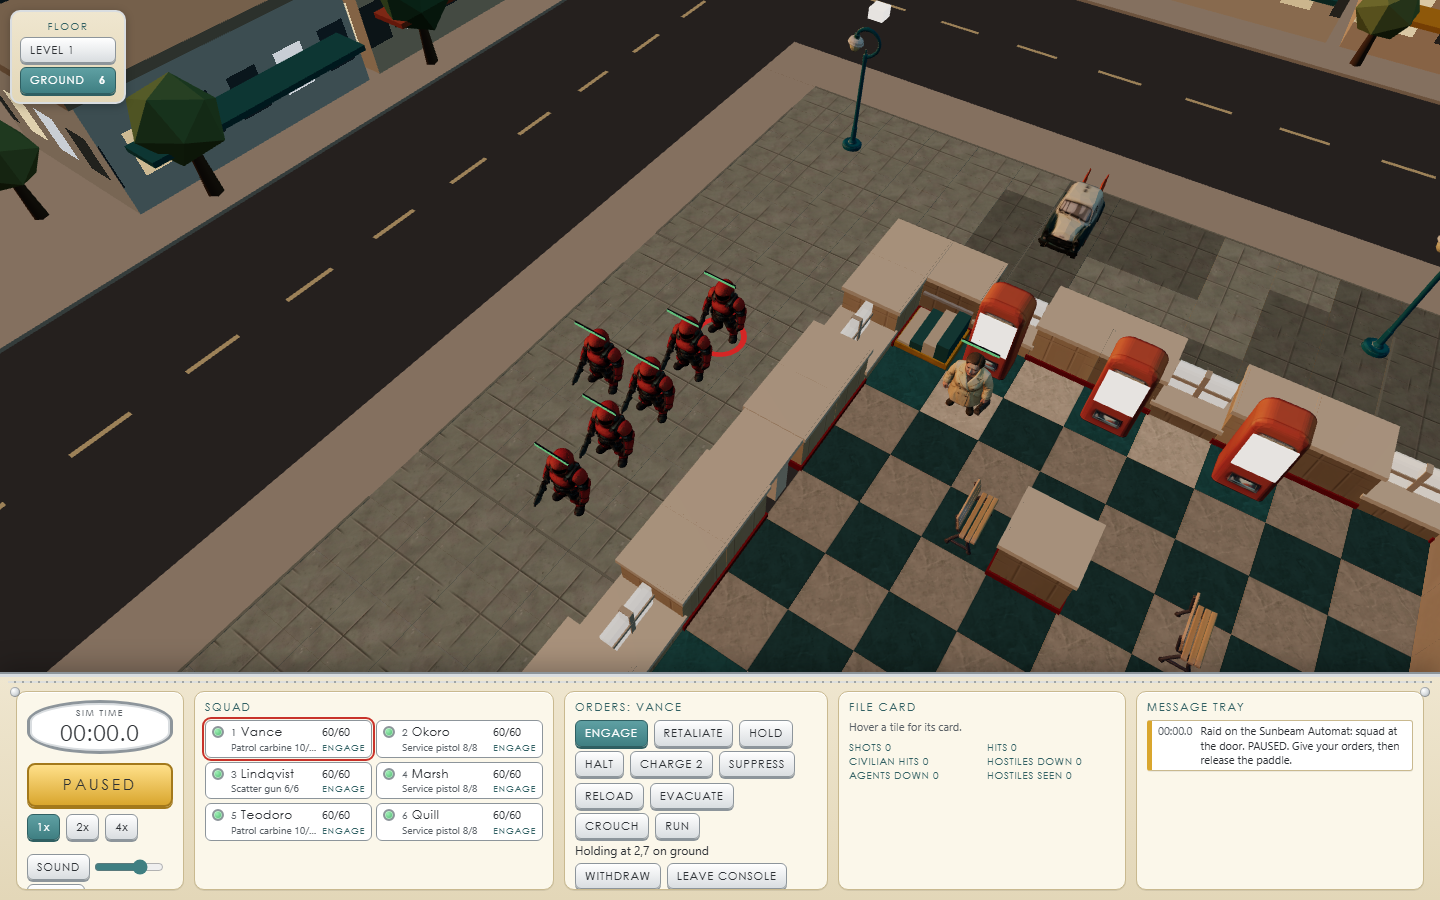 FLOOR
LEVEL 1
GROUND 6
SIM TIME
00:00.0
PAUSED
1x 2x 4x
SOUND
SQUAD
1 Vance 60/60
Patrol carbine 10/... ENGAGE
2 Okoro 60/60
Service pistol 8/8 ENGAGE
3 Lindqvist 60/60
Scatter gun 6/6 ENGAGE
4 Marsh 60/60
Service pistol 8/8 ENGAGE
5 Teodoro 60/60
Patrol carbine 10/... ENGAGE
6 Quill 60/60
Service pistol 8/8 ENGAGE
ORDERS: VANCE
ENGAGE RETALIATE HOLD
HALT CHARGE 2 SUPPRESS
RELOAD EVACUATE
CROUCH RUN
Holding at 2,7 on ground
WITHDRAW LEAVE CONSOLE
FILE CARD
Hover a tile for its card.
SHOTS 0 HITS 0
CIVILIAN HITS 0 HOSTILES DOWN 0
AGENTS DOWN 0 HOSTILES SEEN 0
MESSAGE TRAY
00:00.0 Raid on the Sunbeam Automat: squad at
the door. PAUSED. Give your orders, then
release the paddle.